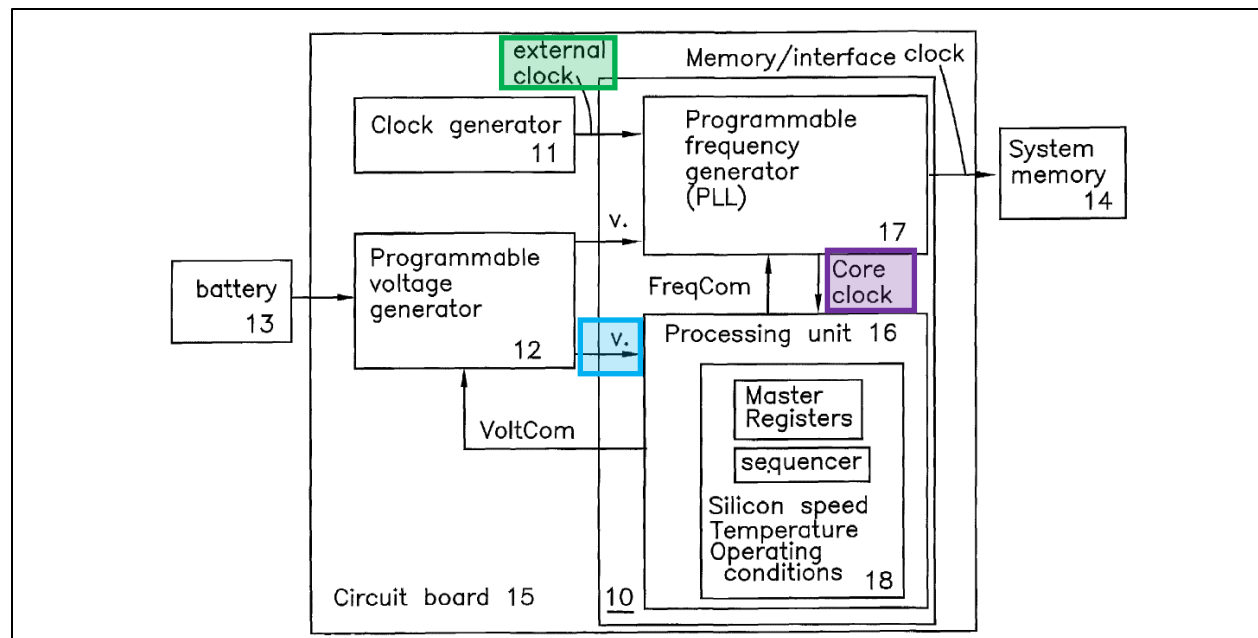 external
clock
Memory/interface clock
Clock generator
11
Programmable
frequency
generator
(PLL)
17
System
memory
14
v.
Programmable
voltage
generator
12
battery
13
FreqCom
Core
clock
v.
Processing unit 16
Master
Registers
sequencer
VoltCom
Silicon speed
Temperature
Operating
conditions
18
Circuit board 15
10